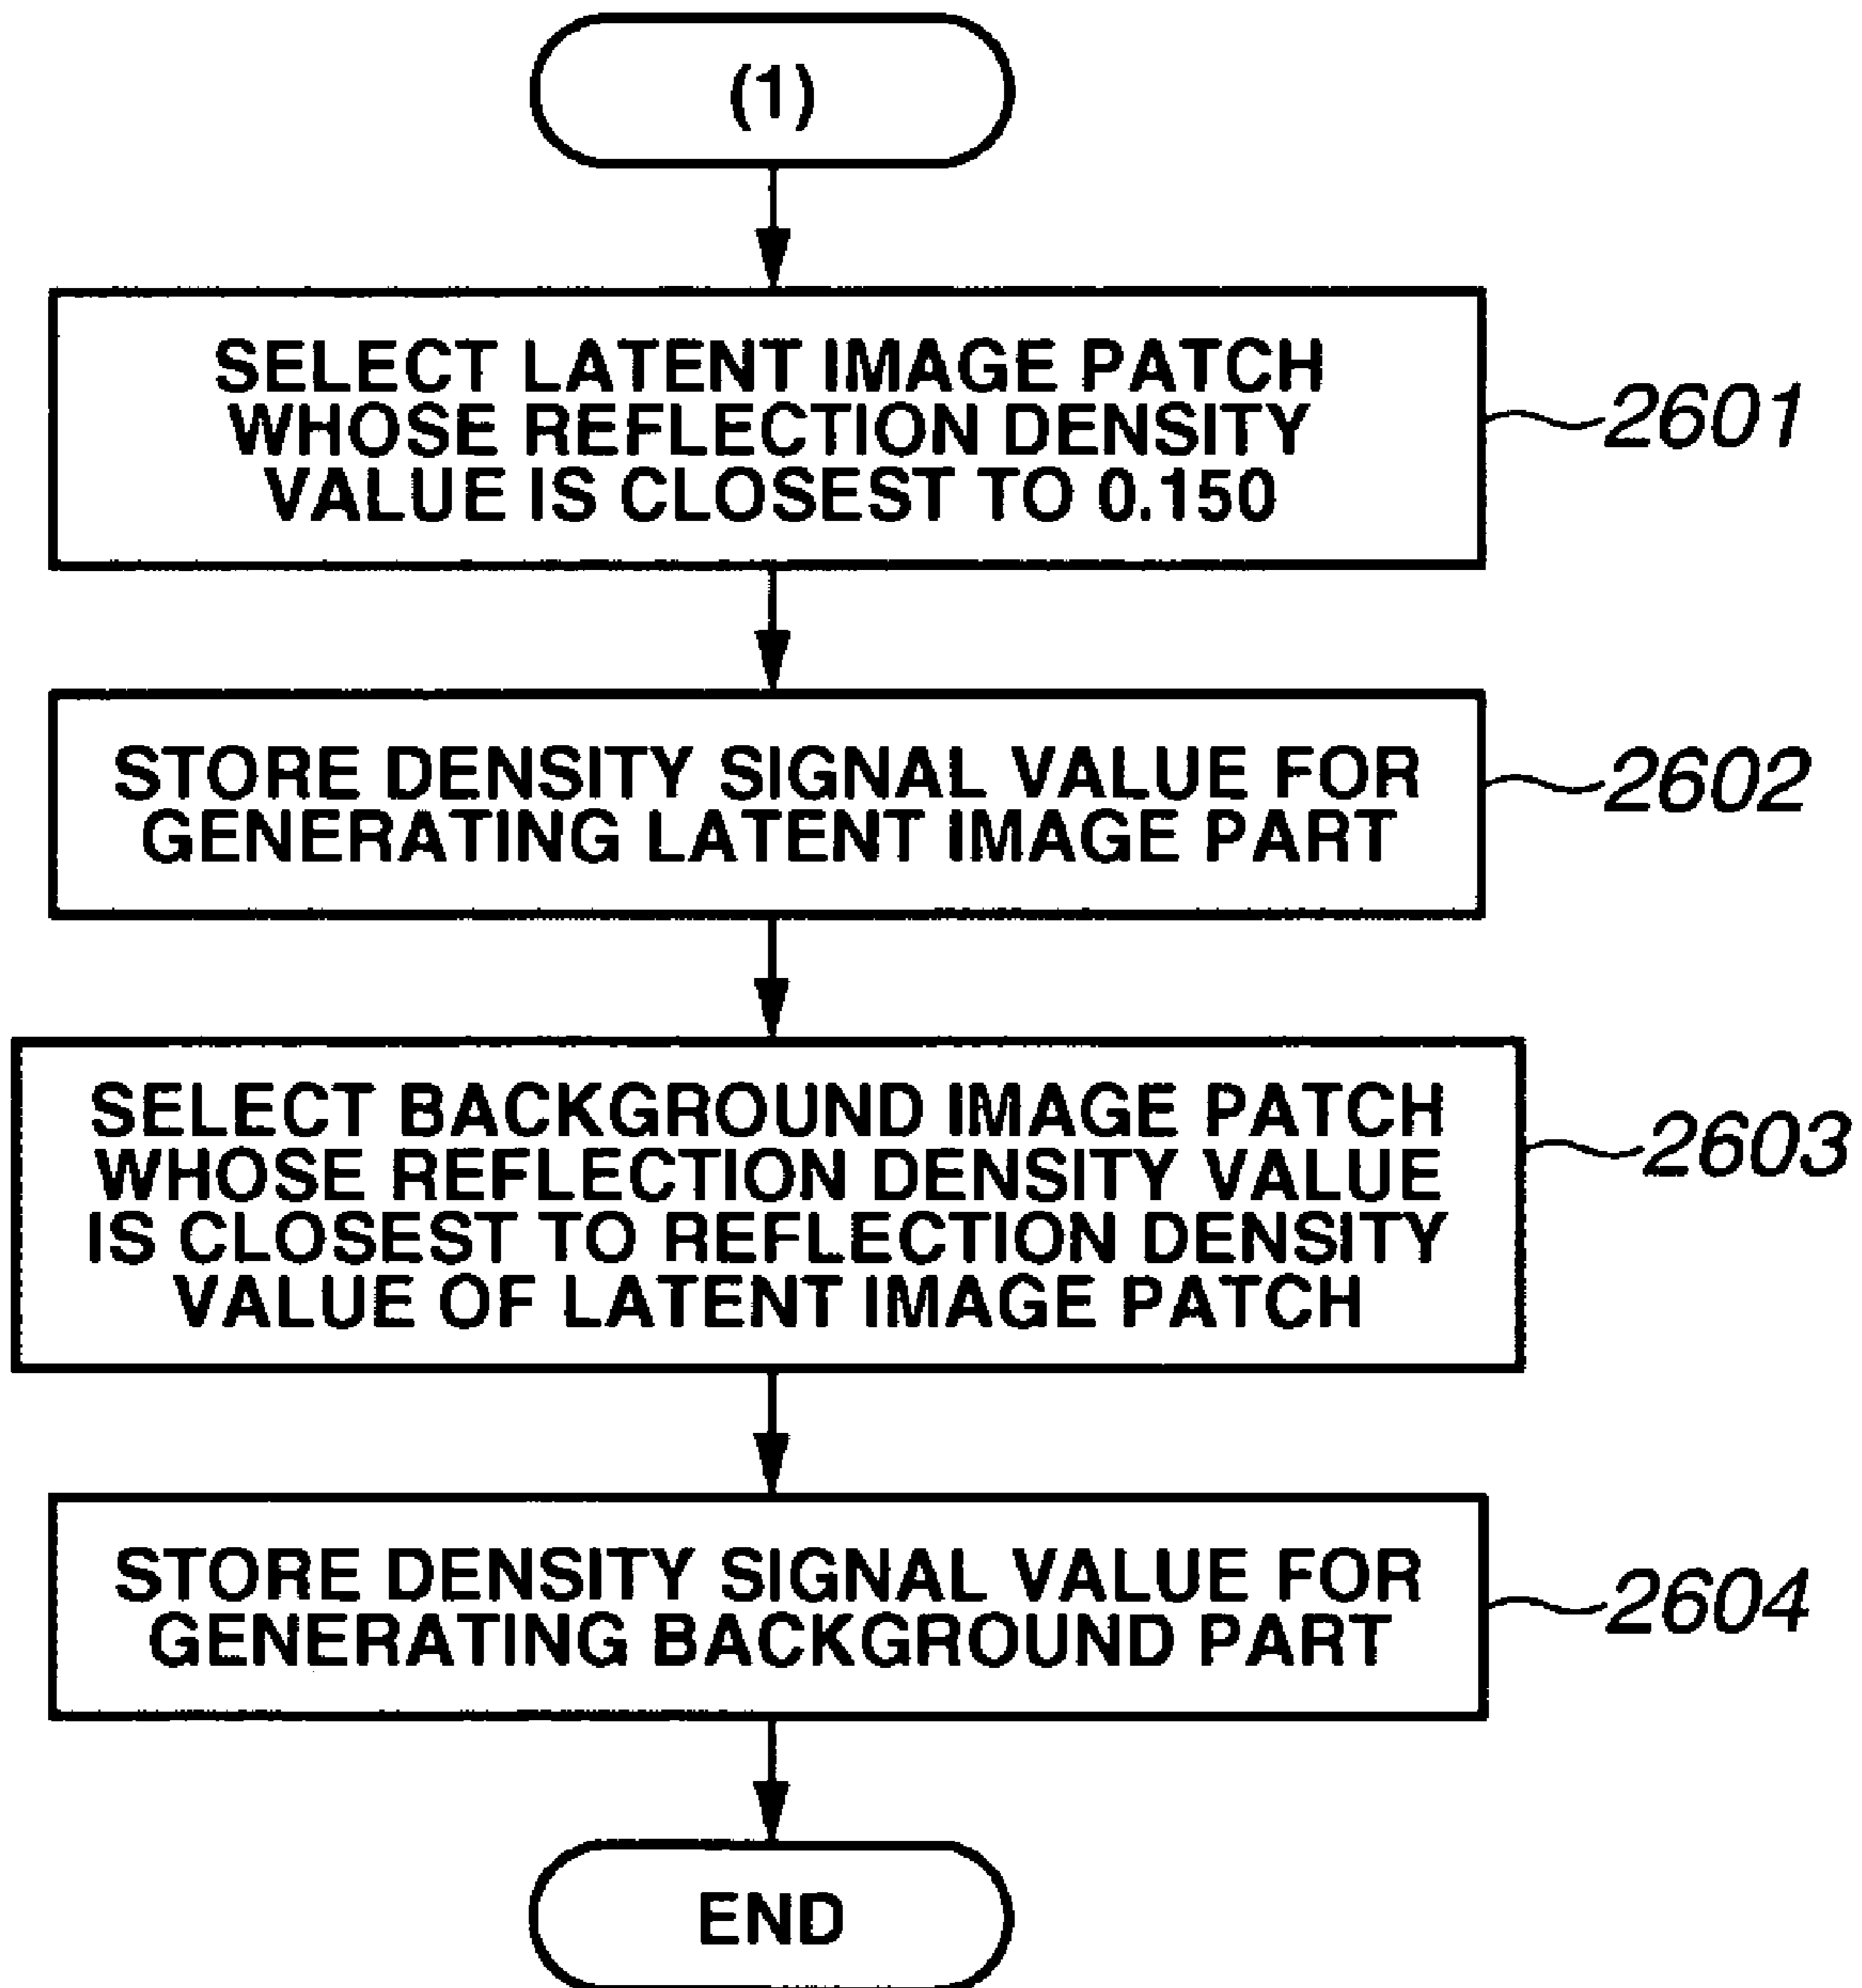 (1)
SELECT LATENT IMAGE PATCH
WHOSE REFLECTION DENSITY
VALUE IS CLOSEST TO 0.150
2601
STORE DENSITY SIGNAL VALUE FOR
GENERATING LATENT IMAGE PART
2602
SELECT BACKGROUND IMAGE PATCH
WHOSE REFLECTION DENSITY VALUE
IS CLOSEST TO REFLECTION DENSITY
VALUE OF LATENT IMAGE PATCH
2603
STORE DENSITY SIGNAL VALUE FOR
GENERATING BACKGROUND PART
2604
END